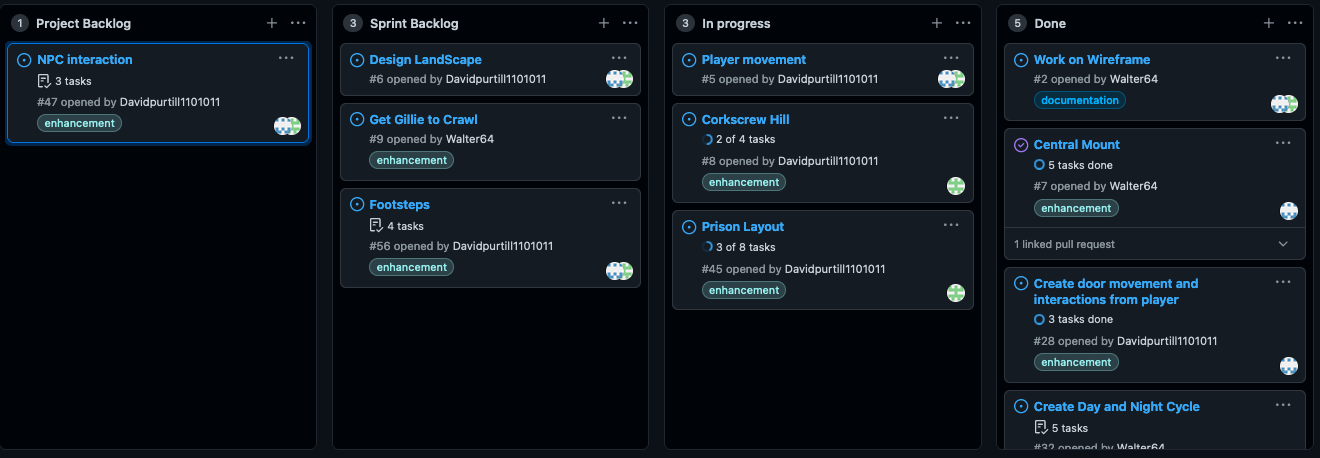 1 Project Backlog
NPC interaction
3 tasks
#47 opened by Davidpurtill1101011
enhancement
3 Sprint Backlog
Design LandScape
#6 opened by Davidpurtill1101011
Get Gillie to Crawl
#9 opened by Walter64
enhancement
Footsteps
4 tasks
#56 opened by Davidpurtill1101011
enhancement
3 In progress
Player movement
#5 opened by Davidpurtill1101011
Corkscrew Hill
2 of 4 tasks
#8 opened by Davidpurtill1101011
enhancement
Prison Layout
3 of 8 tasks
#45 opened by Davidpurtill1101011
enhancement
5 Done
Work on Wireframe
#2 opened by Walter64
documentation
Central Mount
5 tasks done
#7 opened by Walter64
enhancement
1 linked pull request
Create door movement and
interactions from player
3 tasks done
#28 opened by Davidpurtill1101011
enhancement
Create Day and Night Cycle
5 tasks
#32 opened by Walter64